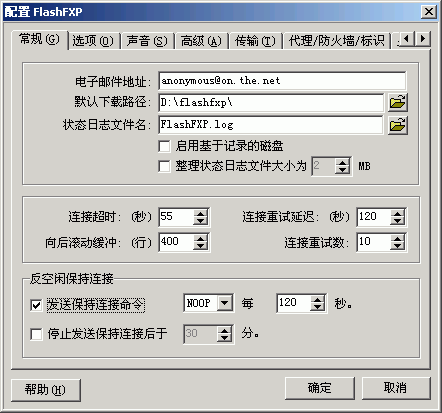 配置 FlashFXP
常规(G) 选项(O) 声音(S) 高级(A) 传输(T) 代理/防火墙/标识
电子邮件地址: anonymous@on.the.net
默认下载路径: D:\flashfxp\
状态日志文件名: FlashFXP.log
启用基于记录的磁盘
整理状态日志文件大小为 2 MB
连接超时: (秒) 55 连接重试延迟: (秒) 120
向后滚动缓冲: (行) 400 连接重试数: 10
反空闲保持连接
发送保持连接命令 NOOP 每 120 秒。
停止发送保持连接后于 30 分。
帮助(H) 确定 取消